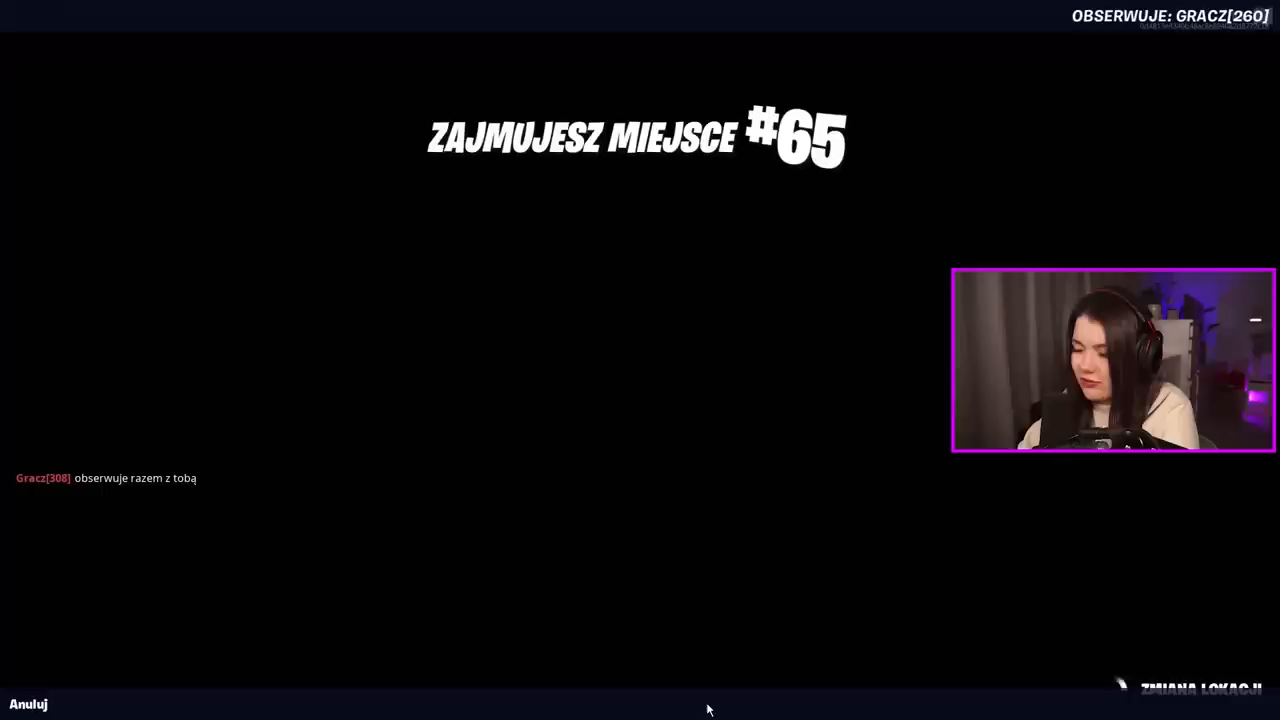 OBSERWUJE: GRACZ[260]
ZAJMUJESZ MIEJSCE #65
Gracz[308] obserwuje razem z tobą
ZMIANA LOKACJI
Anuluj